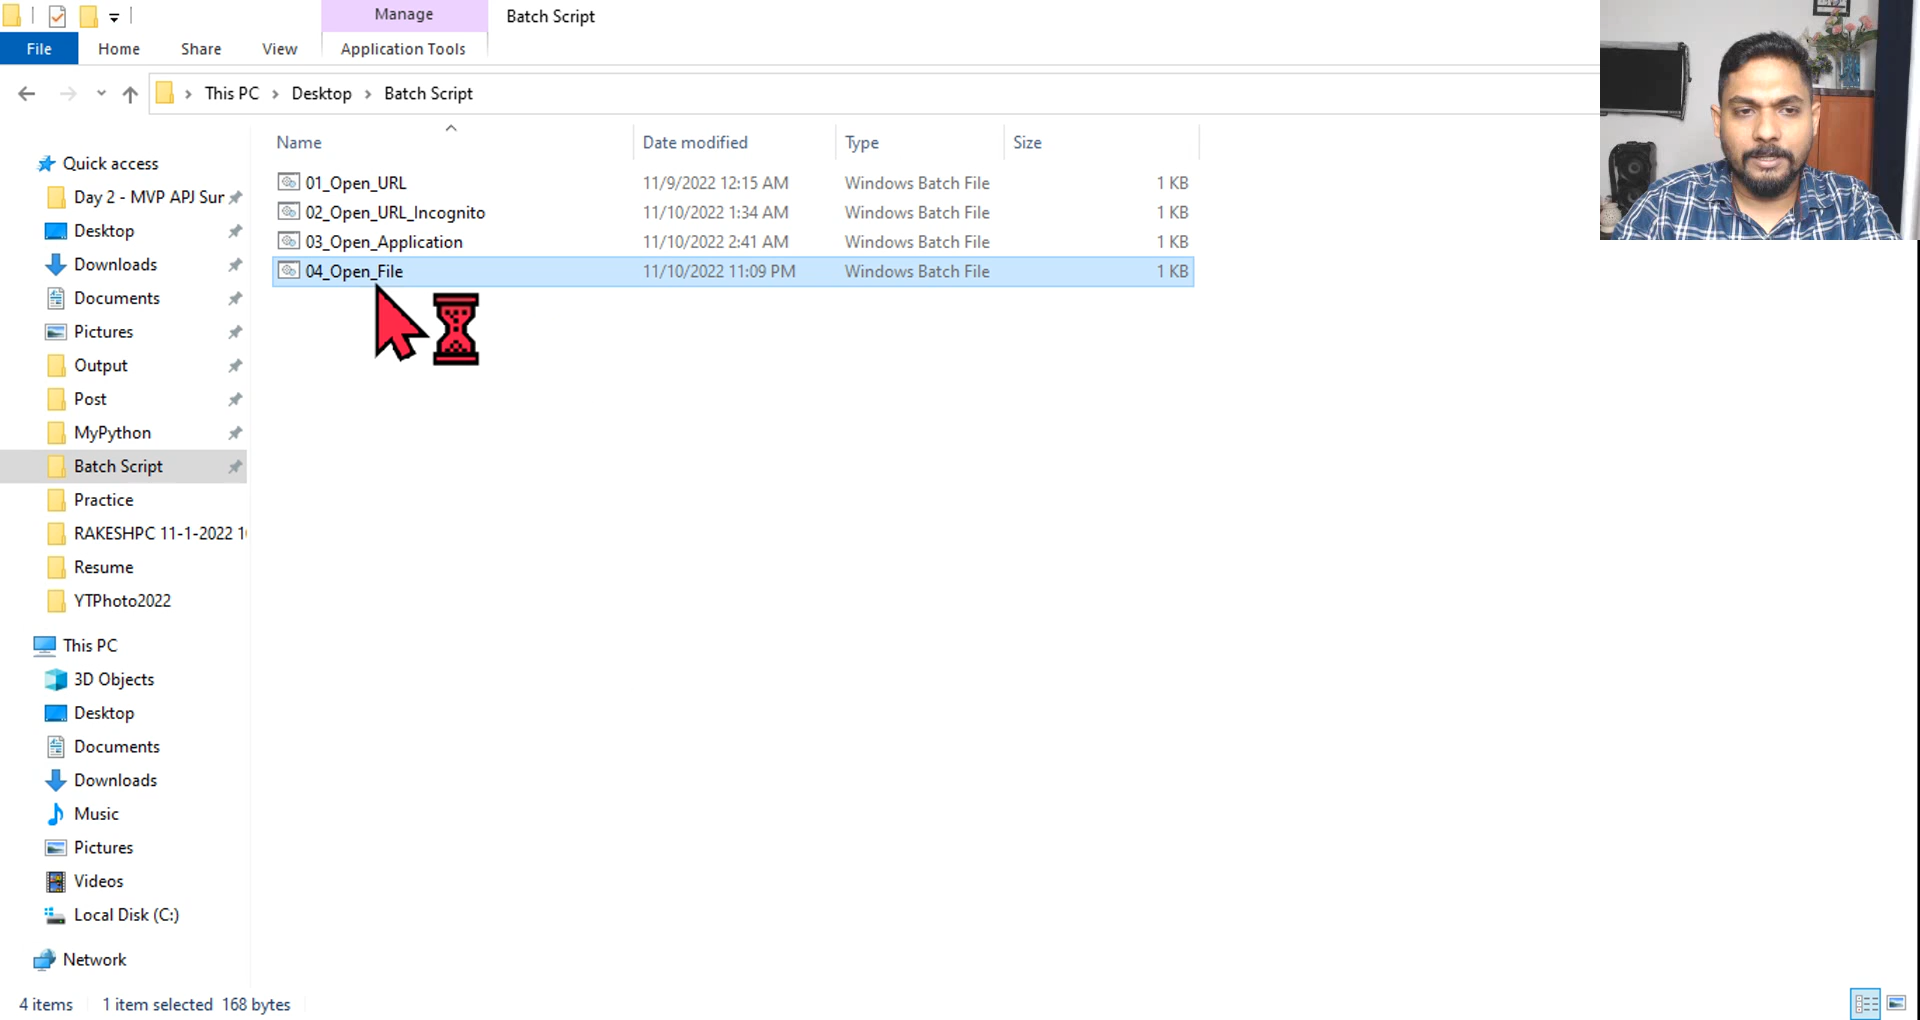 Manage
Batch Script
File
Home
Share
View
Application Tools
This PC
Desktop
Batch Script
Name
Date modified
Type
Size
01_Open_URL
11/9/2022 12:15 AM
Windows Batch File
1 KB
02_Open_URL_Incognito
11/10/2022 1:34 AM
Windows Batch File
1 KB
03_Open_Application
11/10/2022 2:41 AM
Windows Batch File
1 KB
04_Open_File
11/10/2022 11:09 PM
Windows Batch File
1 KB
Quick access
Day 2 - MVP APJ Sur
Desktop
Downloads
Documents
Pictures
Output
Post
MyPython
Batch Script
Practice
RAKESHPC 11-1-2022 1
Resume
YTPhoto2022
This PC
3D Objects
Desktop
Documents
Downloads
Music
Pictures
Videos
Local Disk (C:)
Network
4 items
1 item selected 168 bytes